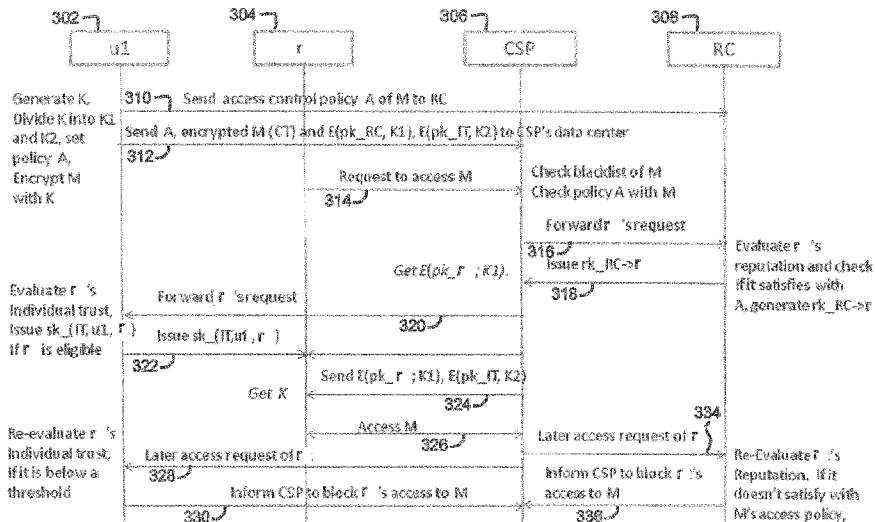 302 304 306 308
u1 r CSP RC
Generate K,
Divide K into K1
and K2, set
policy A,
Encrypt M
with K
310 Send access control policy A of M to RC
Send A, encrypted M (CT) and E(pk_RC, K1), E(pk_IT, K2) to CSP's data center
312
Request to access M
314
Check blacklist of M
Check policy A with M
Forward r 's request
316
Issue rk_RC->r
318
Evaluate r 's
reputation and check
if it satisfies with
A, generate rk_RC->r
Get E(pk_r ; K1).
Evaluate r 's
Individual trust,
Issue sk_(IT, u1, r )
If r is eligible
Forward r 's request
320
Issue sk_(IT,u1, r )
322
Send E(pk_r ; K1), E(pk_IT, K2)
324
Get K
Access M
326
334
Later access request of r
Re-evaluate r 's
Individual trust,
If it is below a
threshold
Later access request of r
328
Inform CSP to block r 's access to M
330
Inform CSP to block r 's
access to M
336
Re-Evaluate r 's
Reputation. If it
doesn't satisfy with
M's access policy,